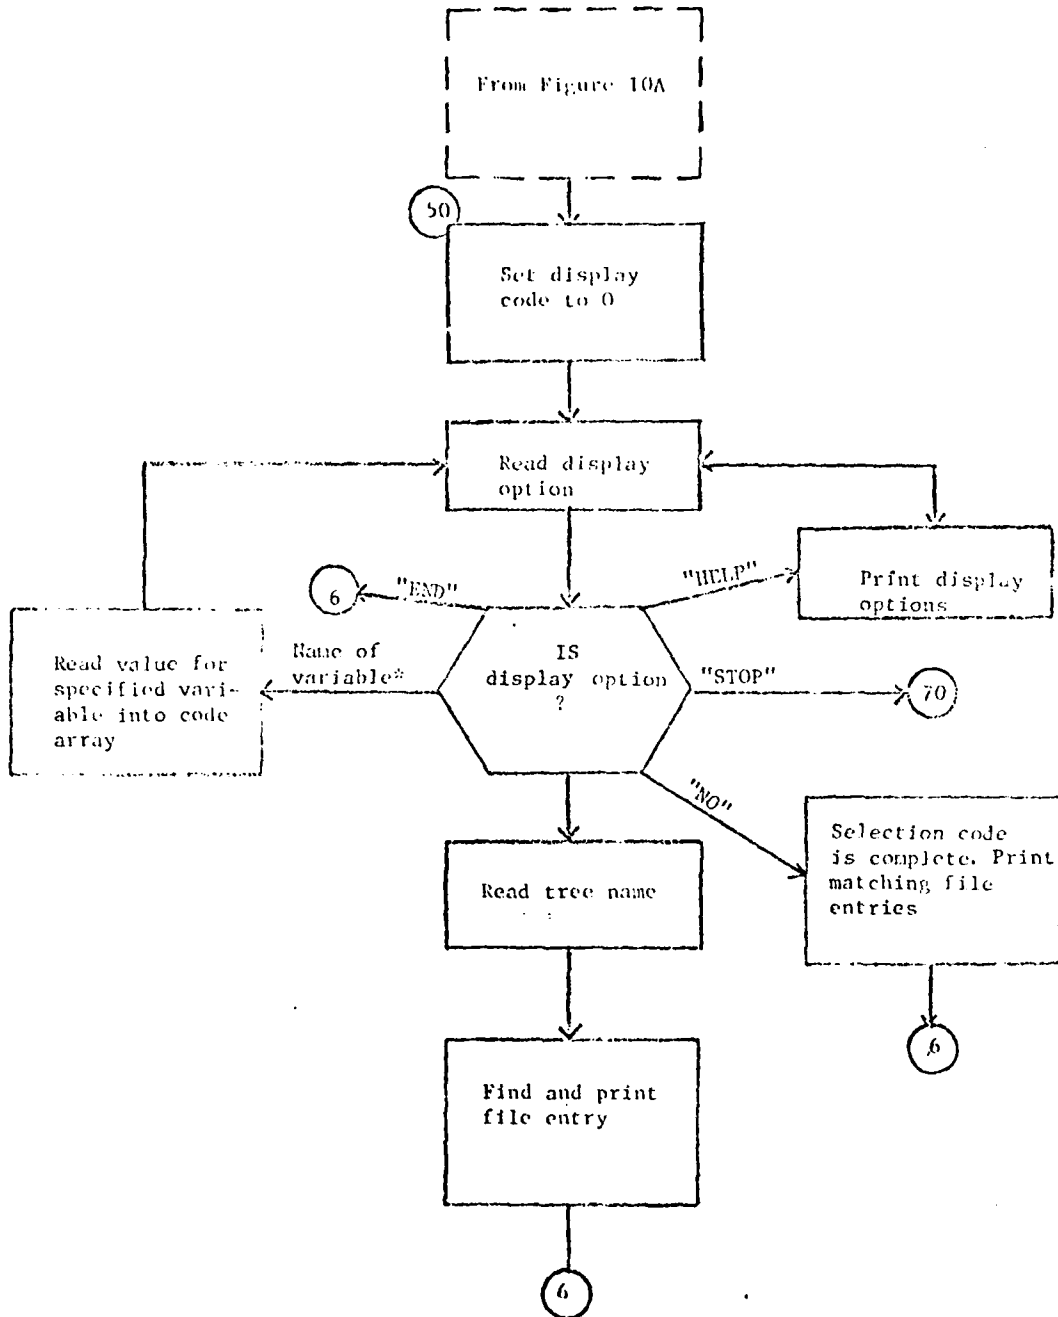 From Figure 10A
50
Set display
code to 0
Read display
option
"END"
6
"HELP"
Print display
options
Name of
variable*
Read value for
specified vari-
able into code
array
IS
display option
?
"STOP"
70
"NO"
Selection code
is complete. Print
matching file
entries
6
Read tree name
Find and print
file entry
6